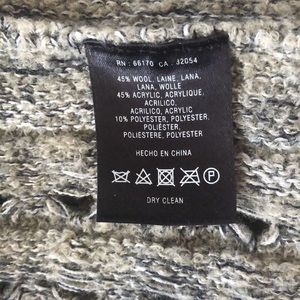 RN : 66170 CA : 32054
45% WOOL, LAINE, LANA,
LANA, WOLLE
45% ACRYLIC, ACRYLIQUE,
ACRILICO,
ACRILICO, ACRYLIC
10% POLYESTER, POLYESTER,
POLIÉSTER,
POLIESTERE, POLYESTER
HECHO EN CHINA
P
DRY CLEAN